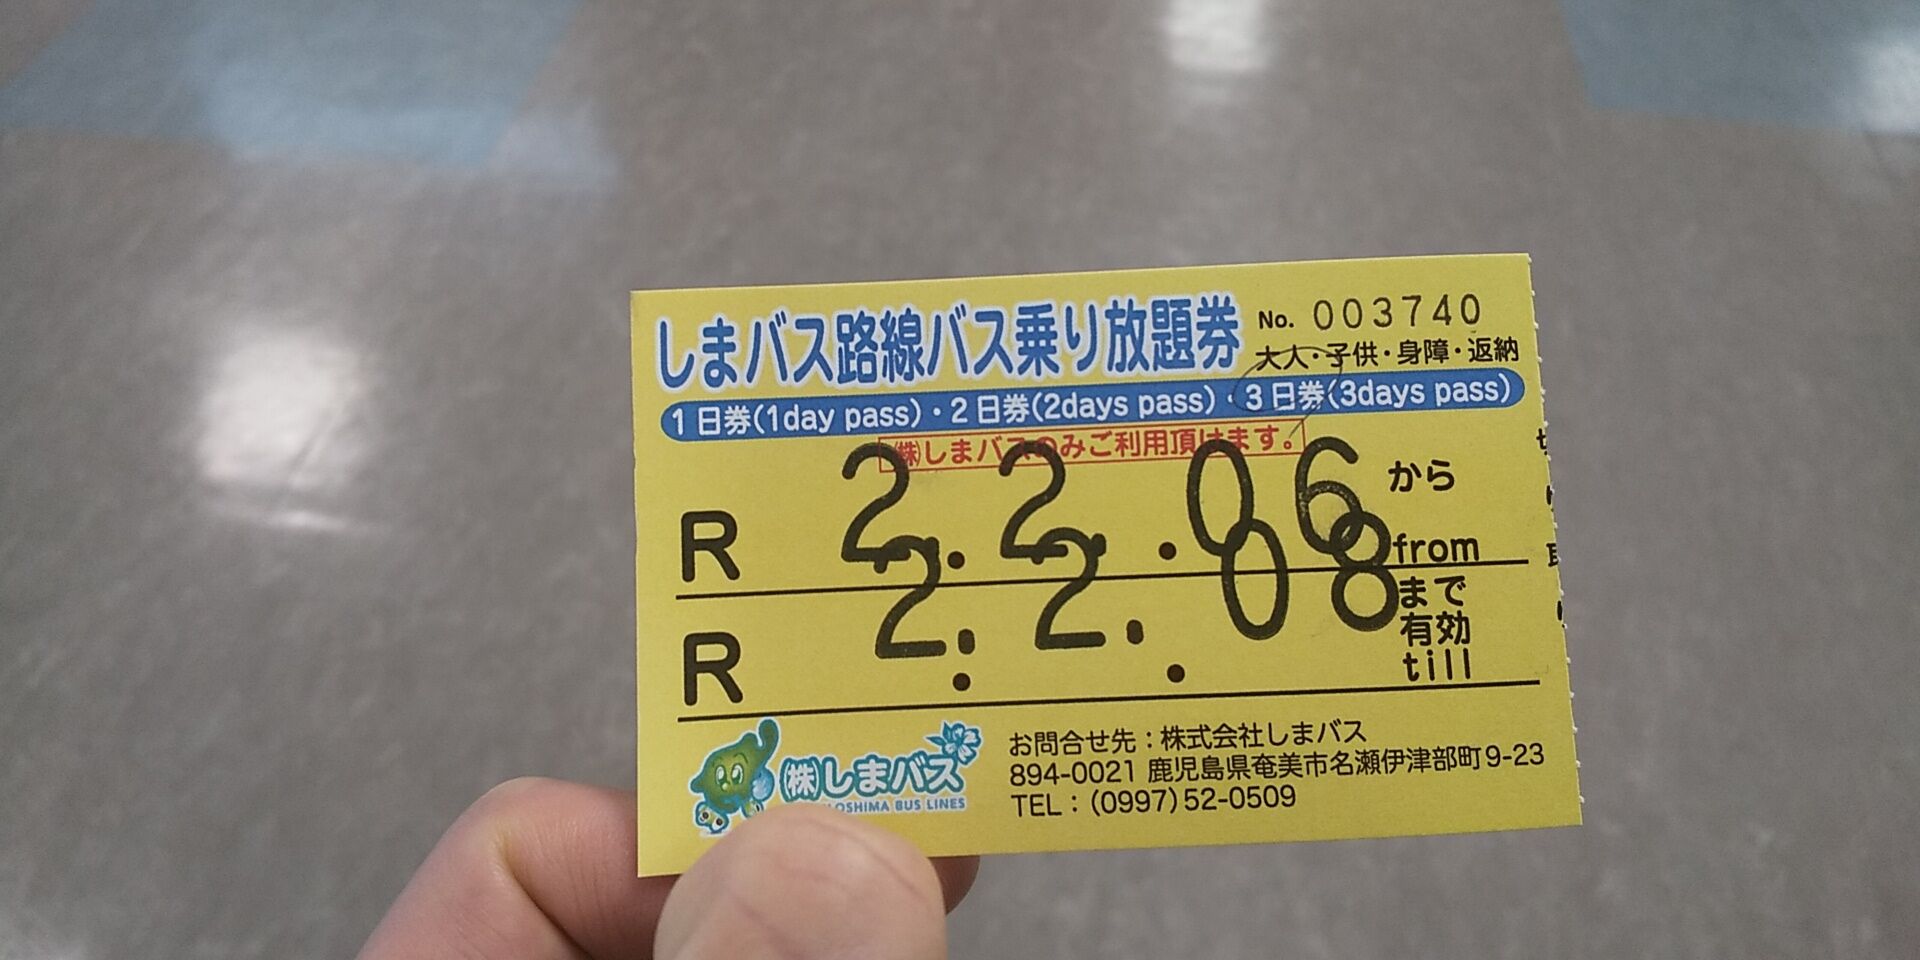 しまバス路線バス乗り放題券
No. 003740
大人・子供・身障・返納
1日券(1day pass)・2日券(2days pass)・3日券(3days pass)
㈱しまバスのみご利用頂けます。
R 2. 2. 06 から
from
R 2. 2. 08 まで
有効
till
㈱しまバス
OSHIMA BUS LINES
お問合せ先：株式会社しまバス
894-0021 鹿児島県奄美市名瀬伊津部町9-23
TEL：(0997)52-0509